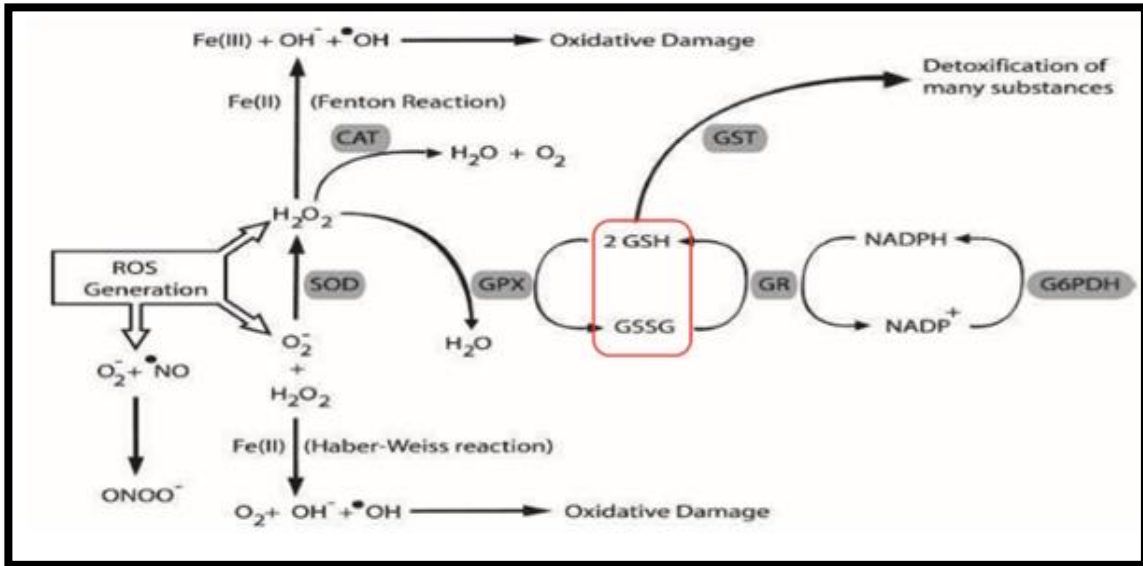 Fe(III) + OH⁻ + •OH
Oxidative Damage
Detoxification of
many substances
Fe(II)
(Fenton Reaction)
CAT
GST
H₂O + O₂
H₂O₂
2 GSH
NADPH
ROS
Generation
SOD
GPX
GR
G6PDH
O₂⁻
H₂O
GSSG
NADP⁺
O₂⁻ + •NO
+
H₂O₂
Fe(II)
(Haber-Weiss reaction)
ONOO⁻
O₂+ OH⁻ + •OH
Oxidative Damage